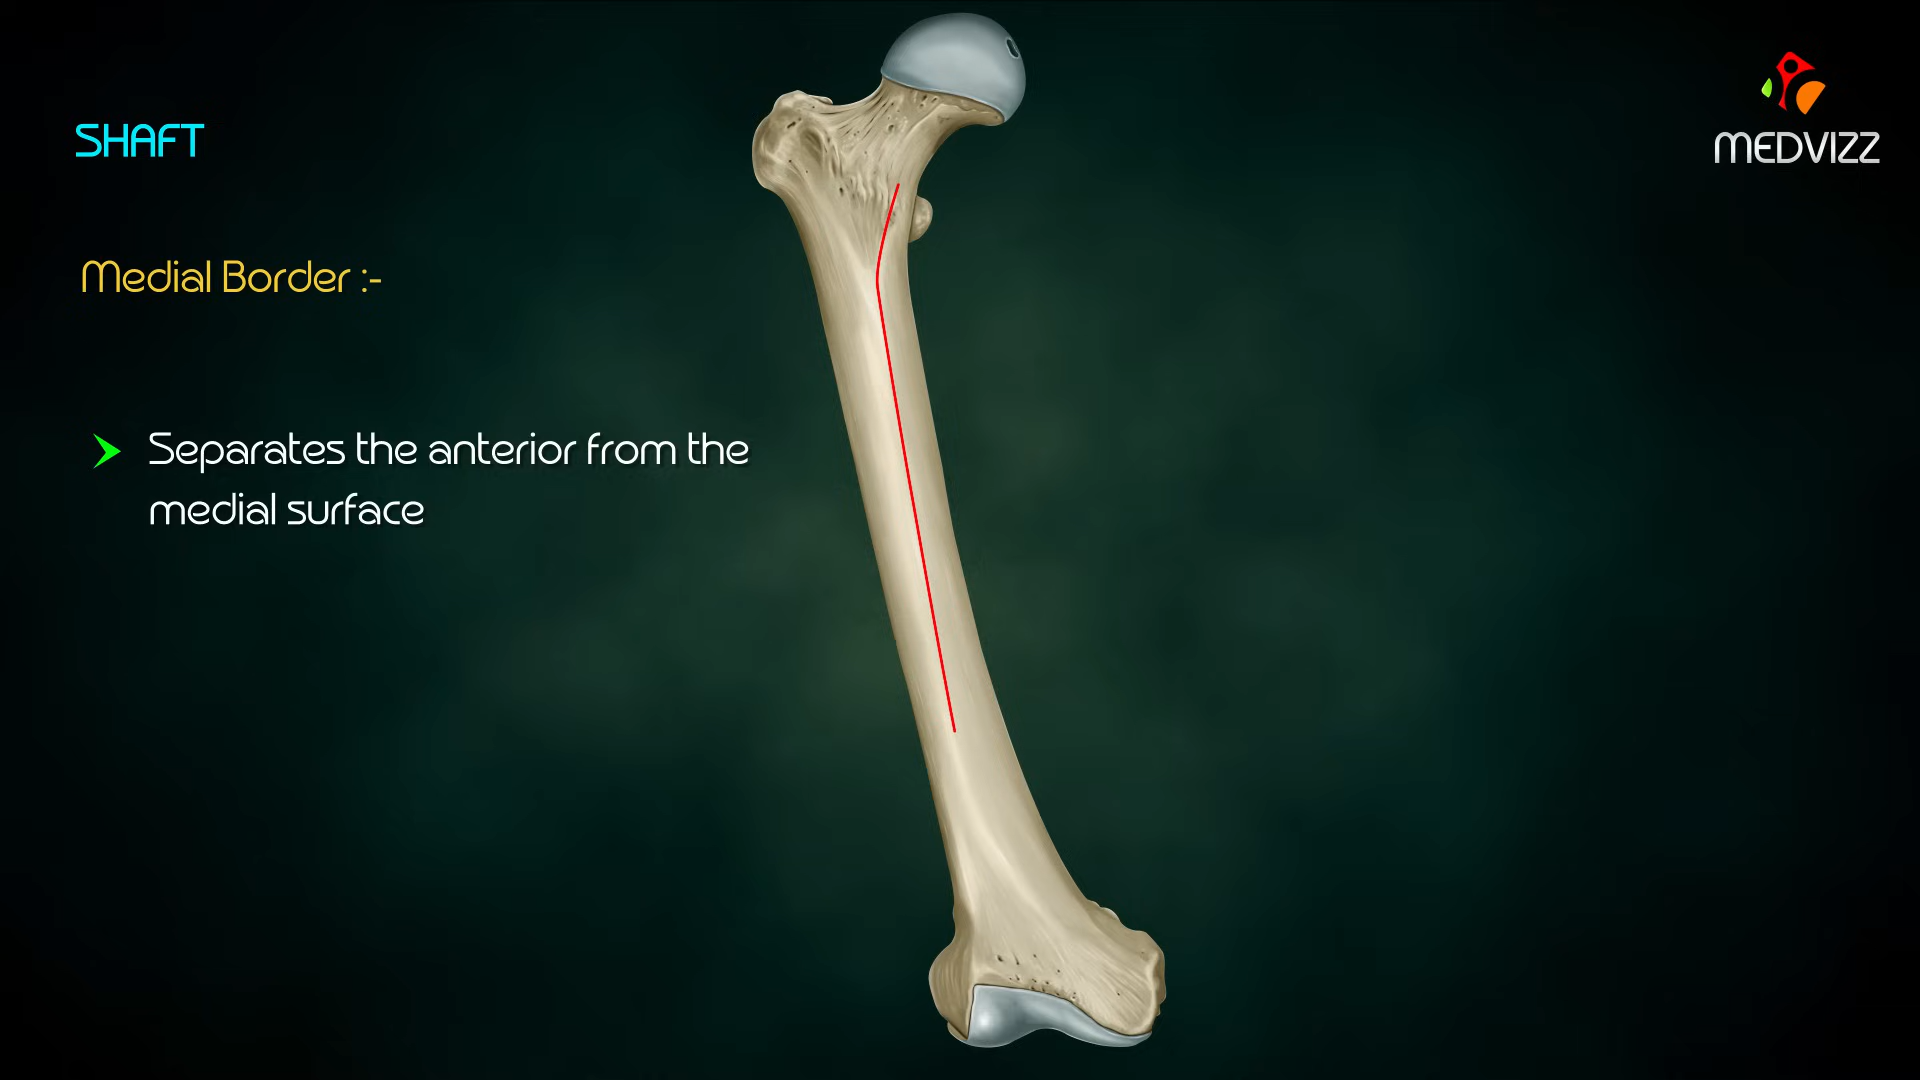 SHAFT
MEDVIZZ
Medial Border :-
Separates the anterior from the
medial surface